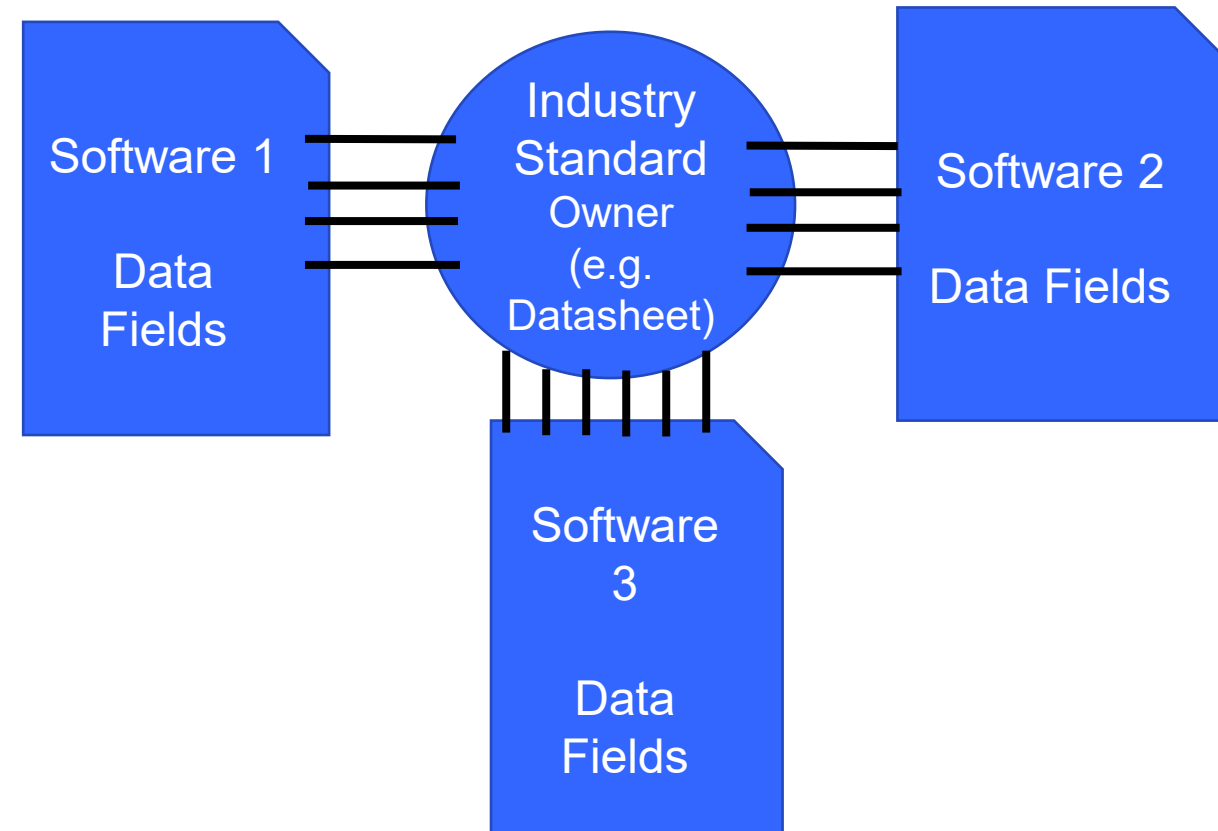 Software 1
Data
Fields
Industry
Standard
Owner
(e.g.
Datasheet)
Software 2
Data Fields
Software
3
Data
Fields